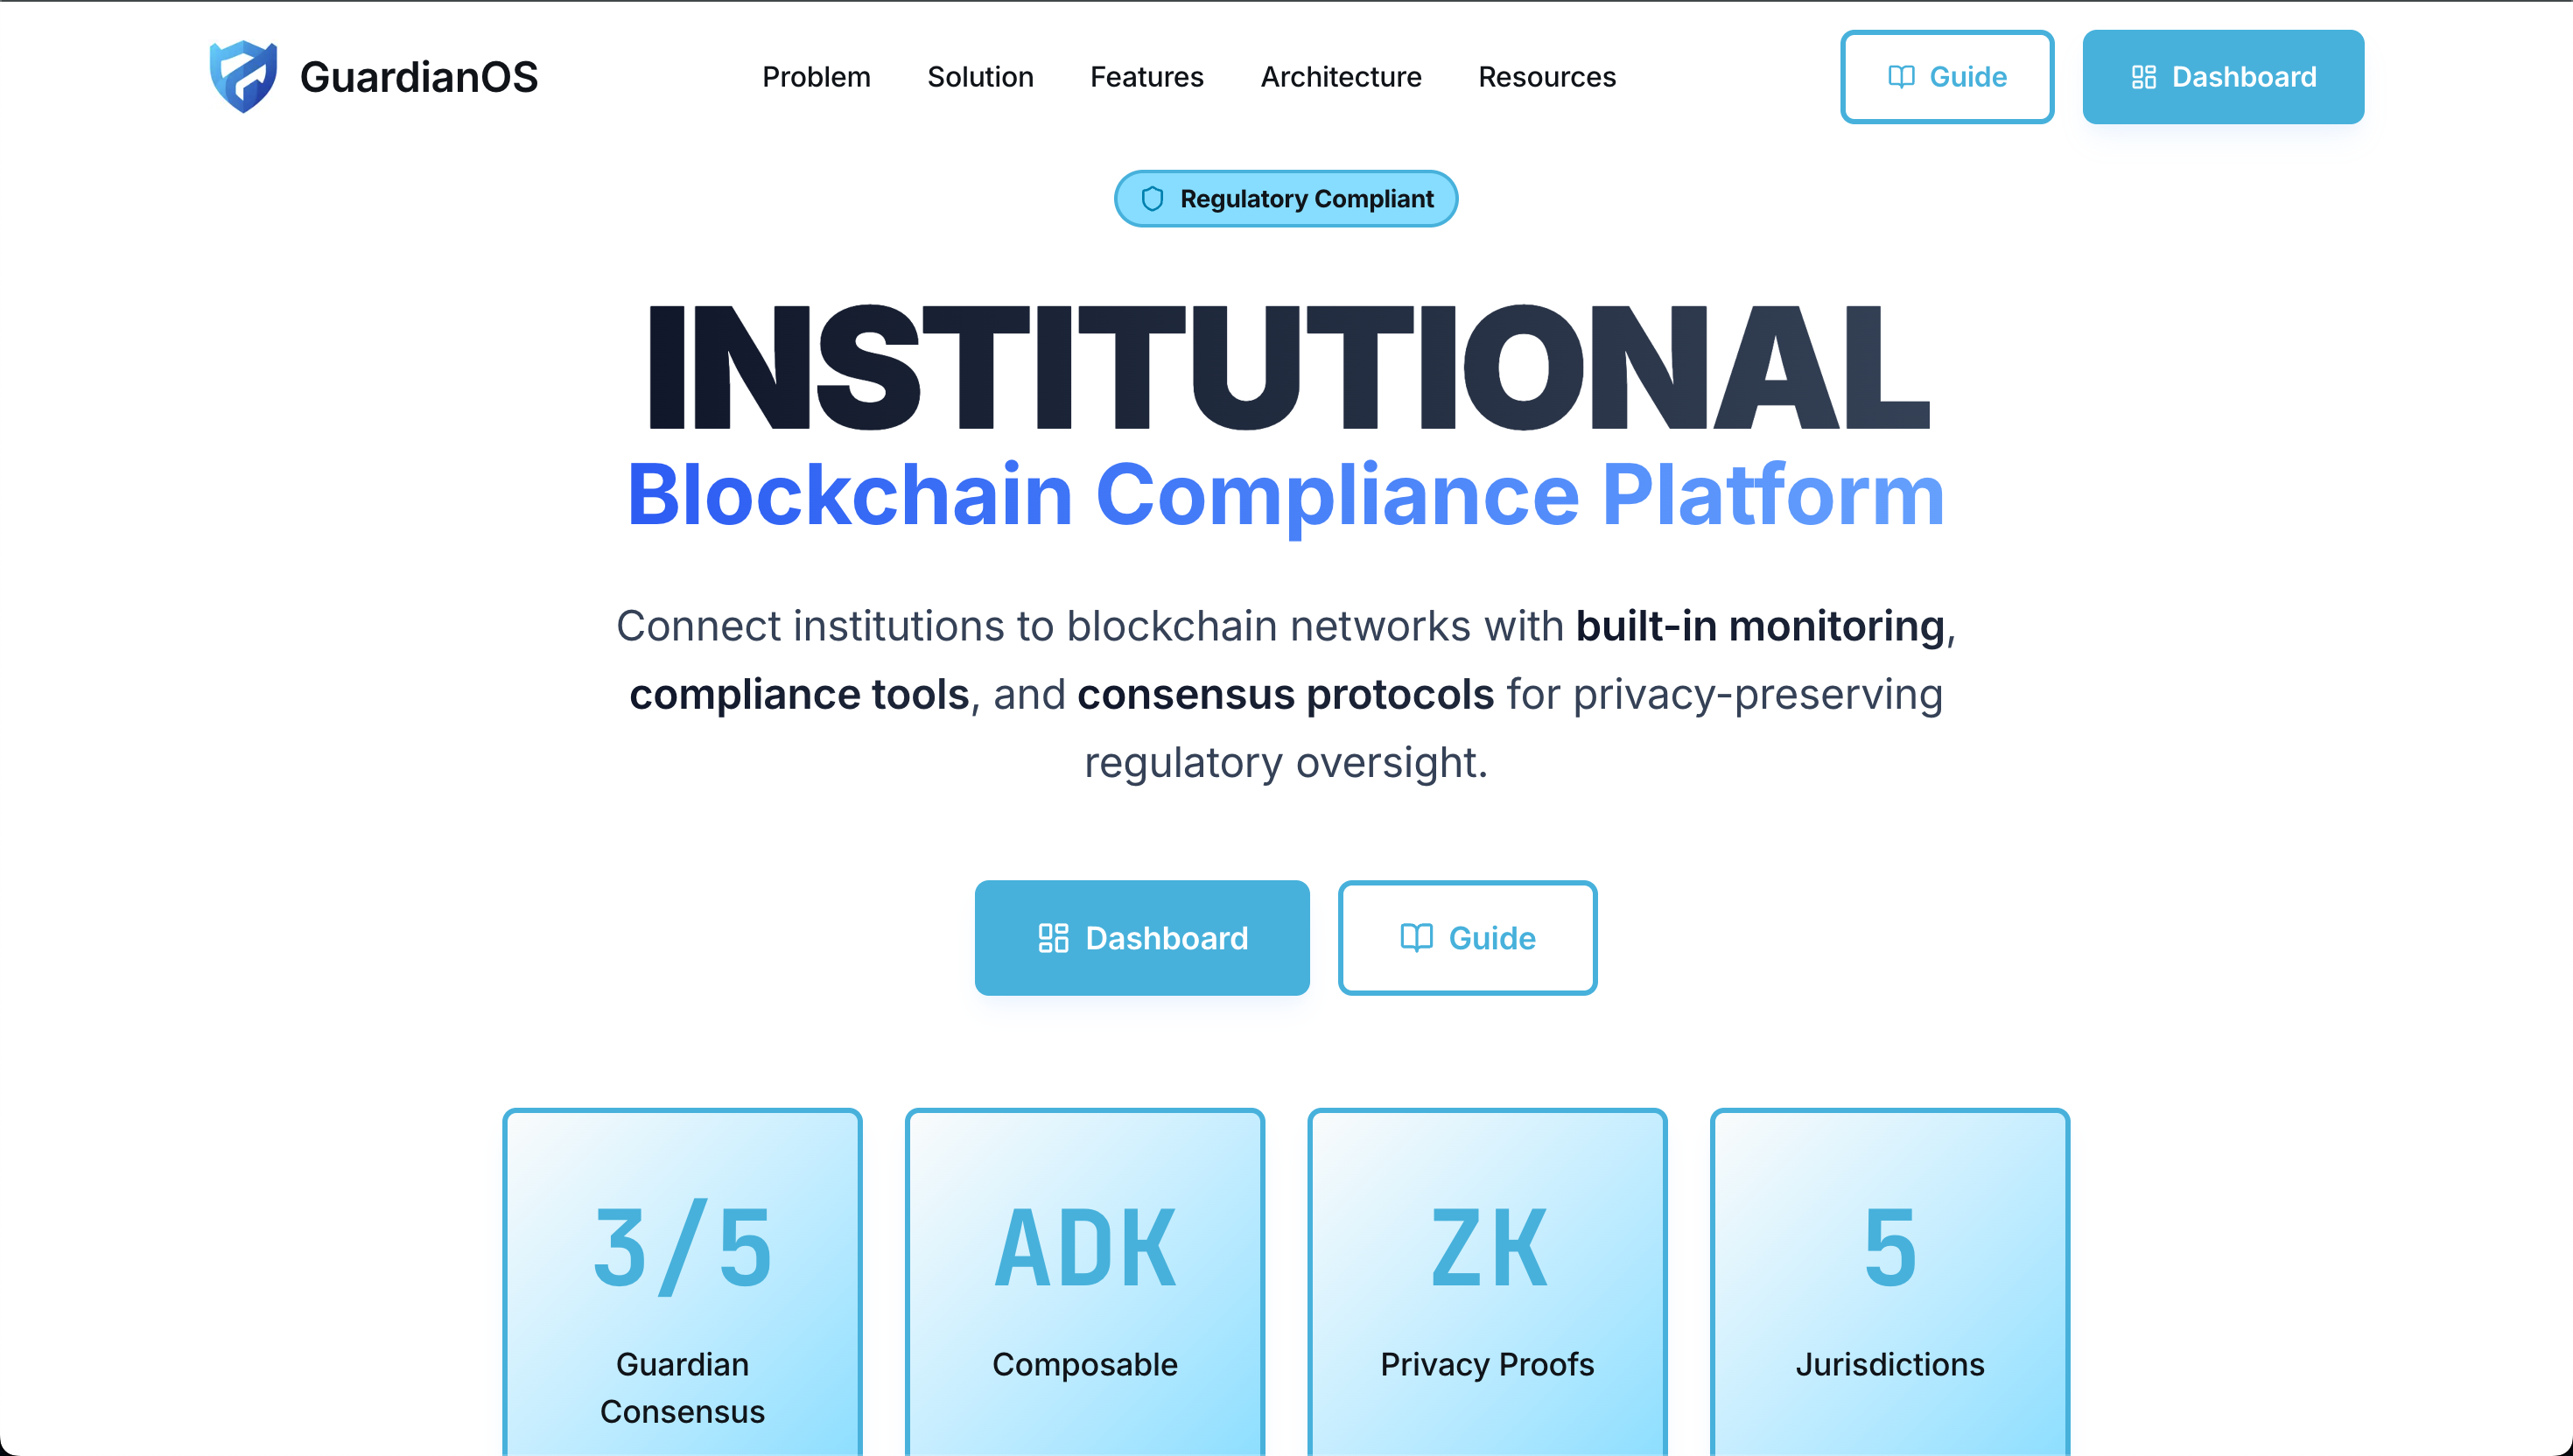 GuardianOS
Problem
Solution
Features
Architecture
Resources
Guide
Dashboard
Regulatory Compliant
INSTITUTIONAL
Blockchain Compliance Platform
Connect institutions to blockchain networks with built-in monitoring,
compliance tools, and consensus protocols for privacy-preserving
regulatory oversight.
Dashboard
Guide
3/5
Guardian
Consensus
ADK
Composable
ZK
Privacy Proofs
5
Jurisdictions